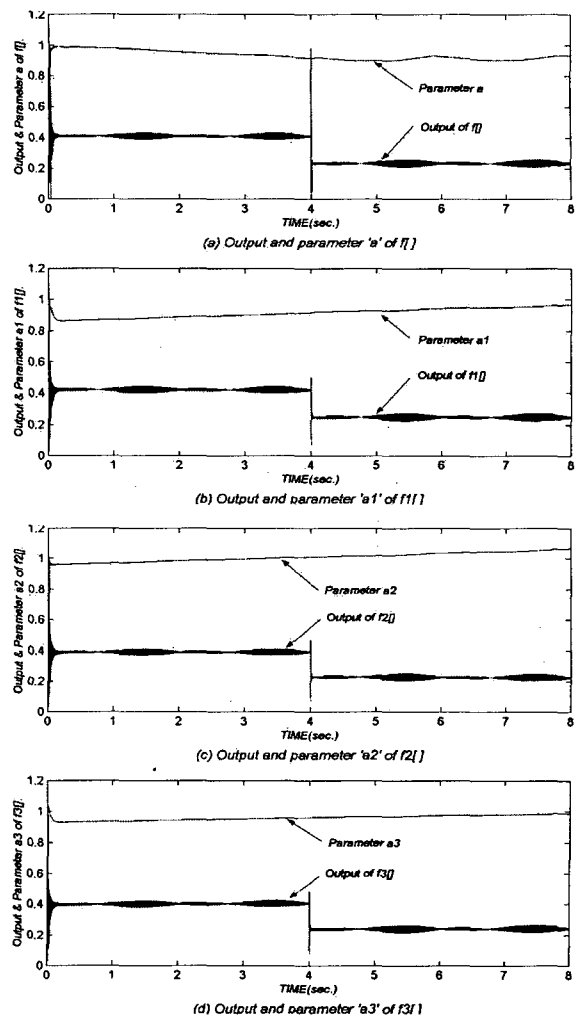 Output & Parameter a of f[].
1.2
1
0.8
0.6
0.4
0.2
0
Parameter a
Output of f[]
0 1 2 3 4 5 6 7 8
TIME(sec.)
(a) Output and parameter 'a' of f[ ]
Output & Parameter a1 of f1[].
1.2
1
0.8
0.6
0.4
0.2
0
Parameter a1
Output of f1[]
0 1 2 3 4 5 6 7 8
TIME(sec.)
(b) Output and parameter 'a1' of f1[ ]
Output & Parameter a2 of f2[].
1.2
1
0.8
0.6
0.4
0.2
0
Parameter a2
Output of f2[]
0 1 2 3 4 5 6 7 8
TIME(sec.)
(c) Output and parameter 'a2' of f2[ ]
Output & Parameter a3 of f3[].
1.2
1
0.8
0.6
0.4
0.2
0
Parameter a3
Output of f3[]
0 1 2 3 4 5 6 7 8
TIME(sec.)
(d) Output and parameter 'a3' of f3[ ]